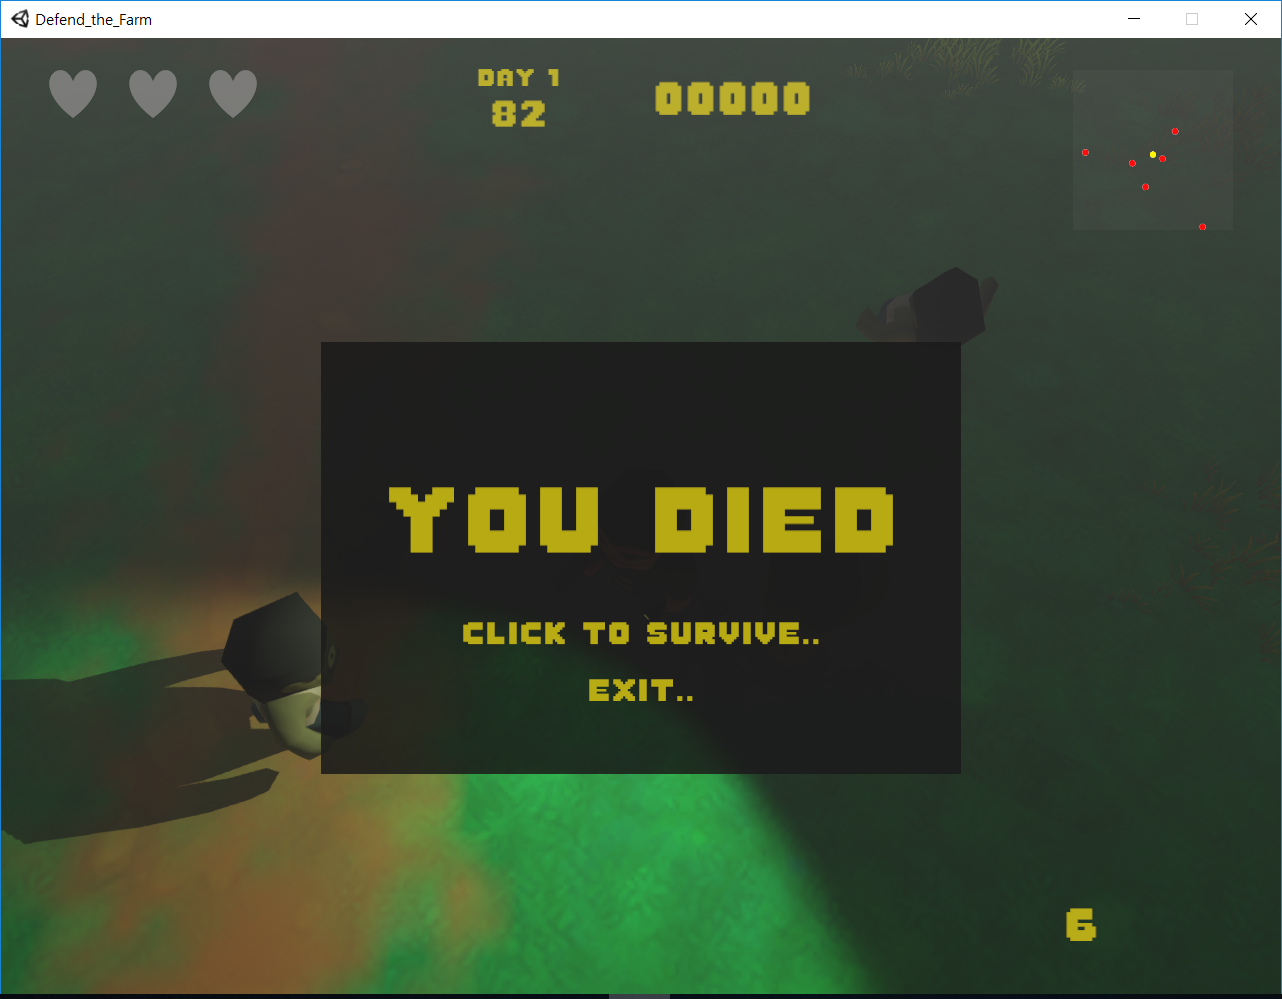 Defend_the_Farm
DAY 1
82
00000
YOU DIED
CLICK TO SURVIVE..
EXIT..
6